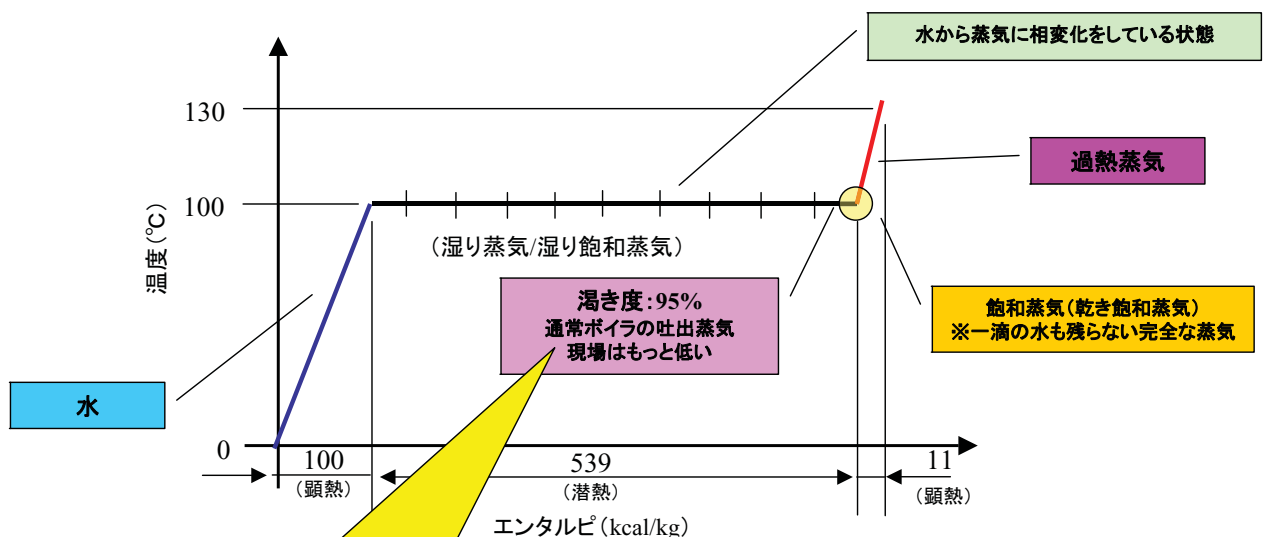 水から蒸気に相変化をしている状態
130
過熱蒸気
100
温度(℃)
(湿り蒸気/湿り飽和蒸気)
渇き度:95%
通常ボイラの吐出蒸気
現場はもっと低い
飽和蒸気(乾き飽和蒸気)
※一滴の水も残らない完全な蒸気
水
0
100
539
11
(顕熱)
(潜熱)
(顕熱)
エンタルピ(kcal/kg)